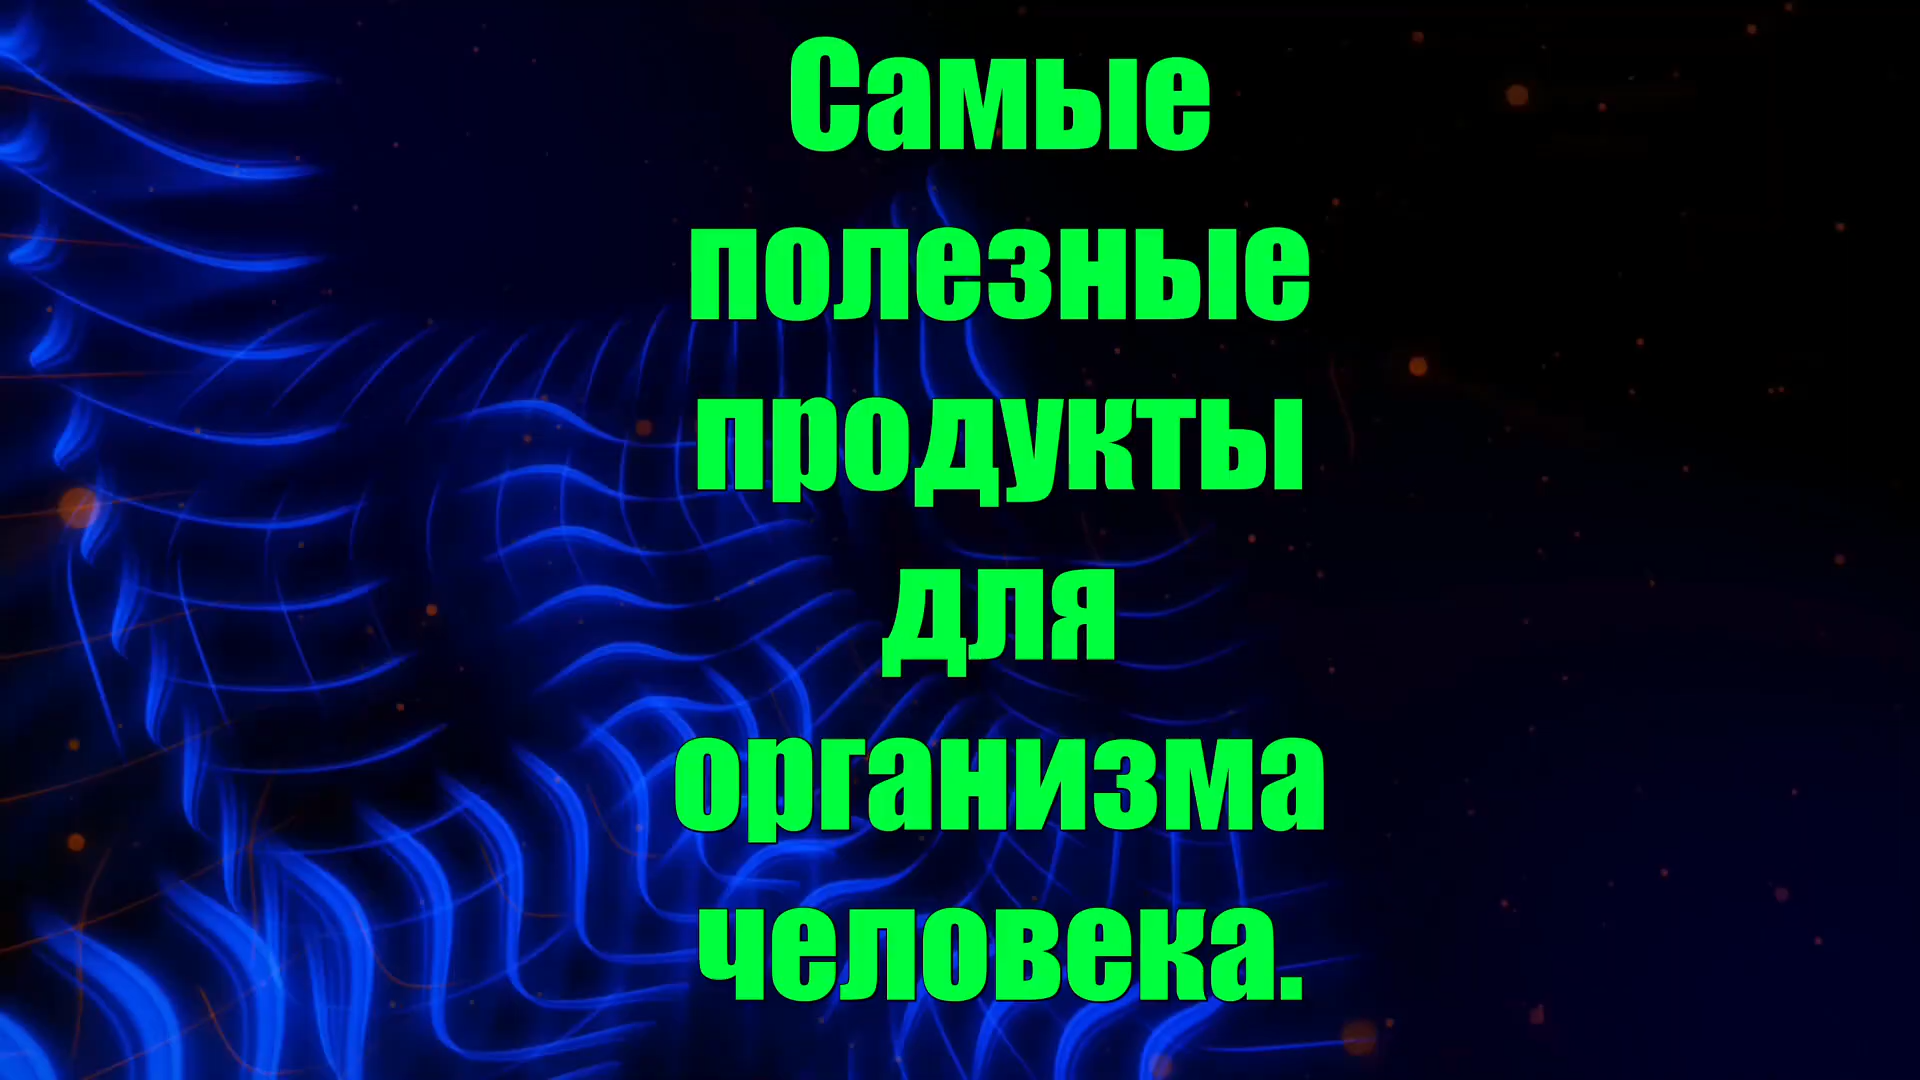 Самые
полезные
продукты
для
организма
человека.